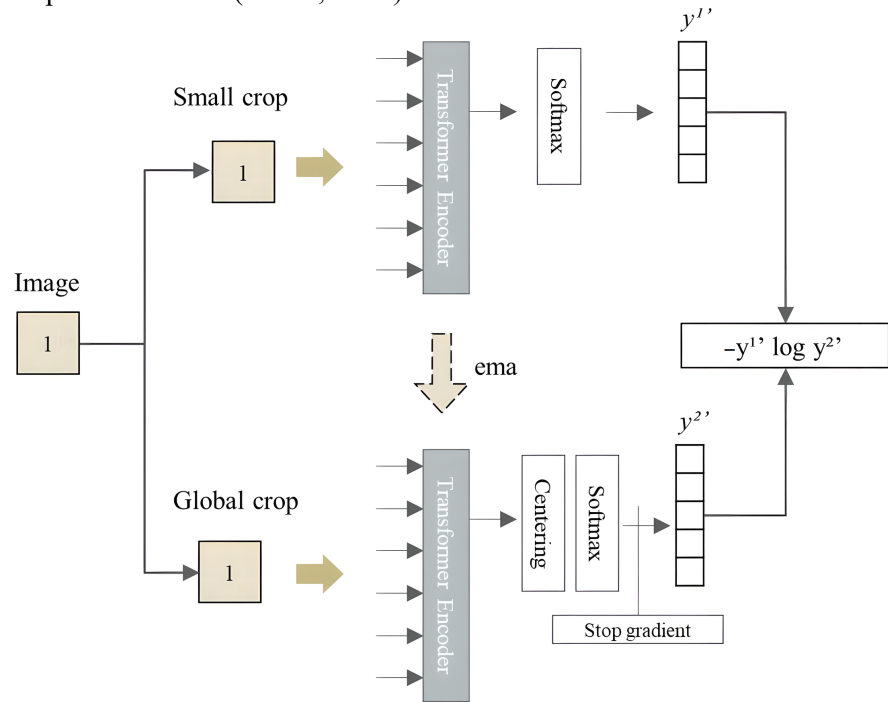 y¹’
Small crop
1
Transformer Encoder
Softmax
Image
1
ema
–y¹’ log y²’
y²’
Global crop
1
Transformer Encoder
Centering
Softmax
Stop gradient